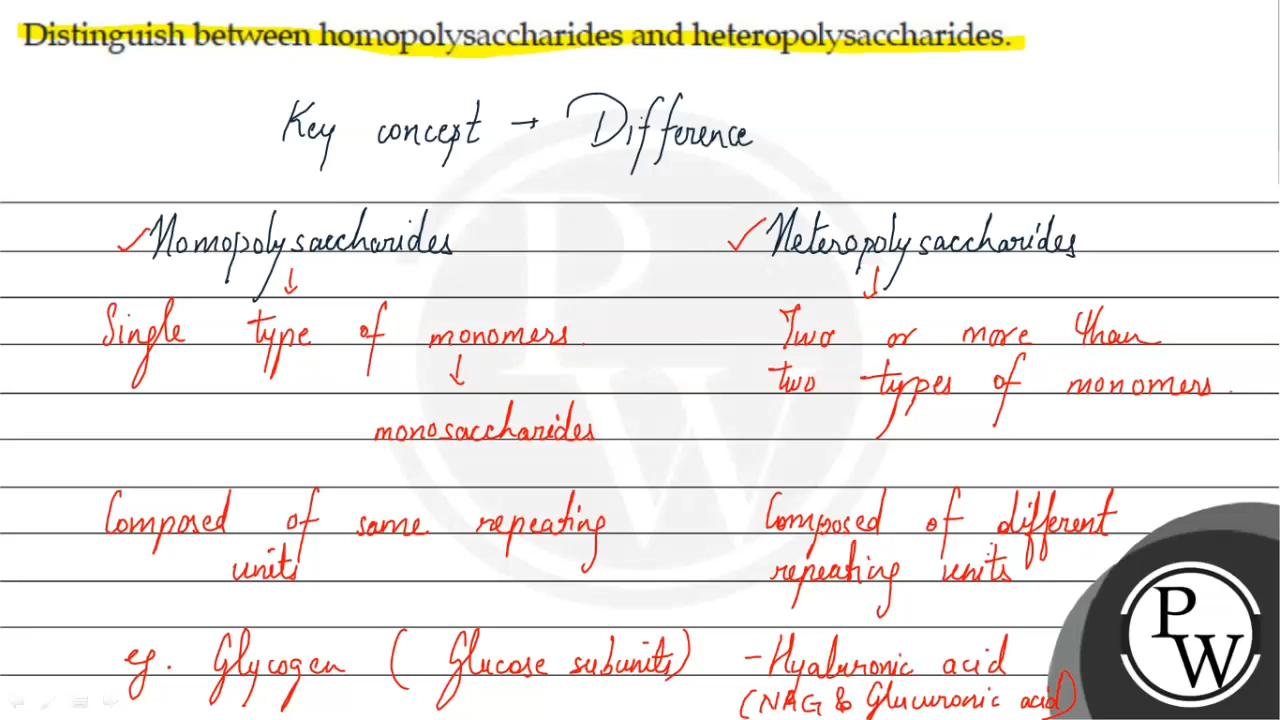 Distinguish between homopolysaccharides and heteropolysaccharides.
Key concept → Difference
✓ Homopolysaccharides
✓ Heteropolysaccharides
↓
↓
Single type of monomers.
Two or more than
↓
two types of monomers.
monosaccharides
Composed of same repeating
Composed of different
units
repeating units
eg. Glycogen ( Glucose subunits)
- Hyaluronic acid
(NAG & Glucuronic acid)
PW
PW